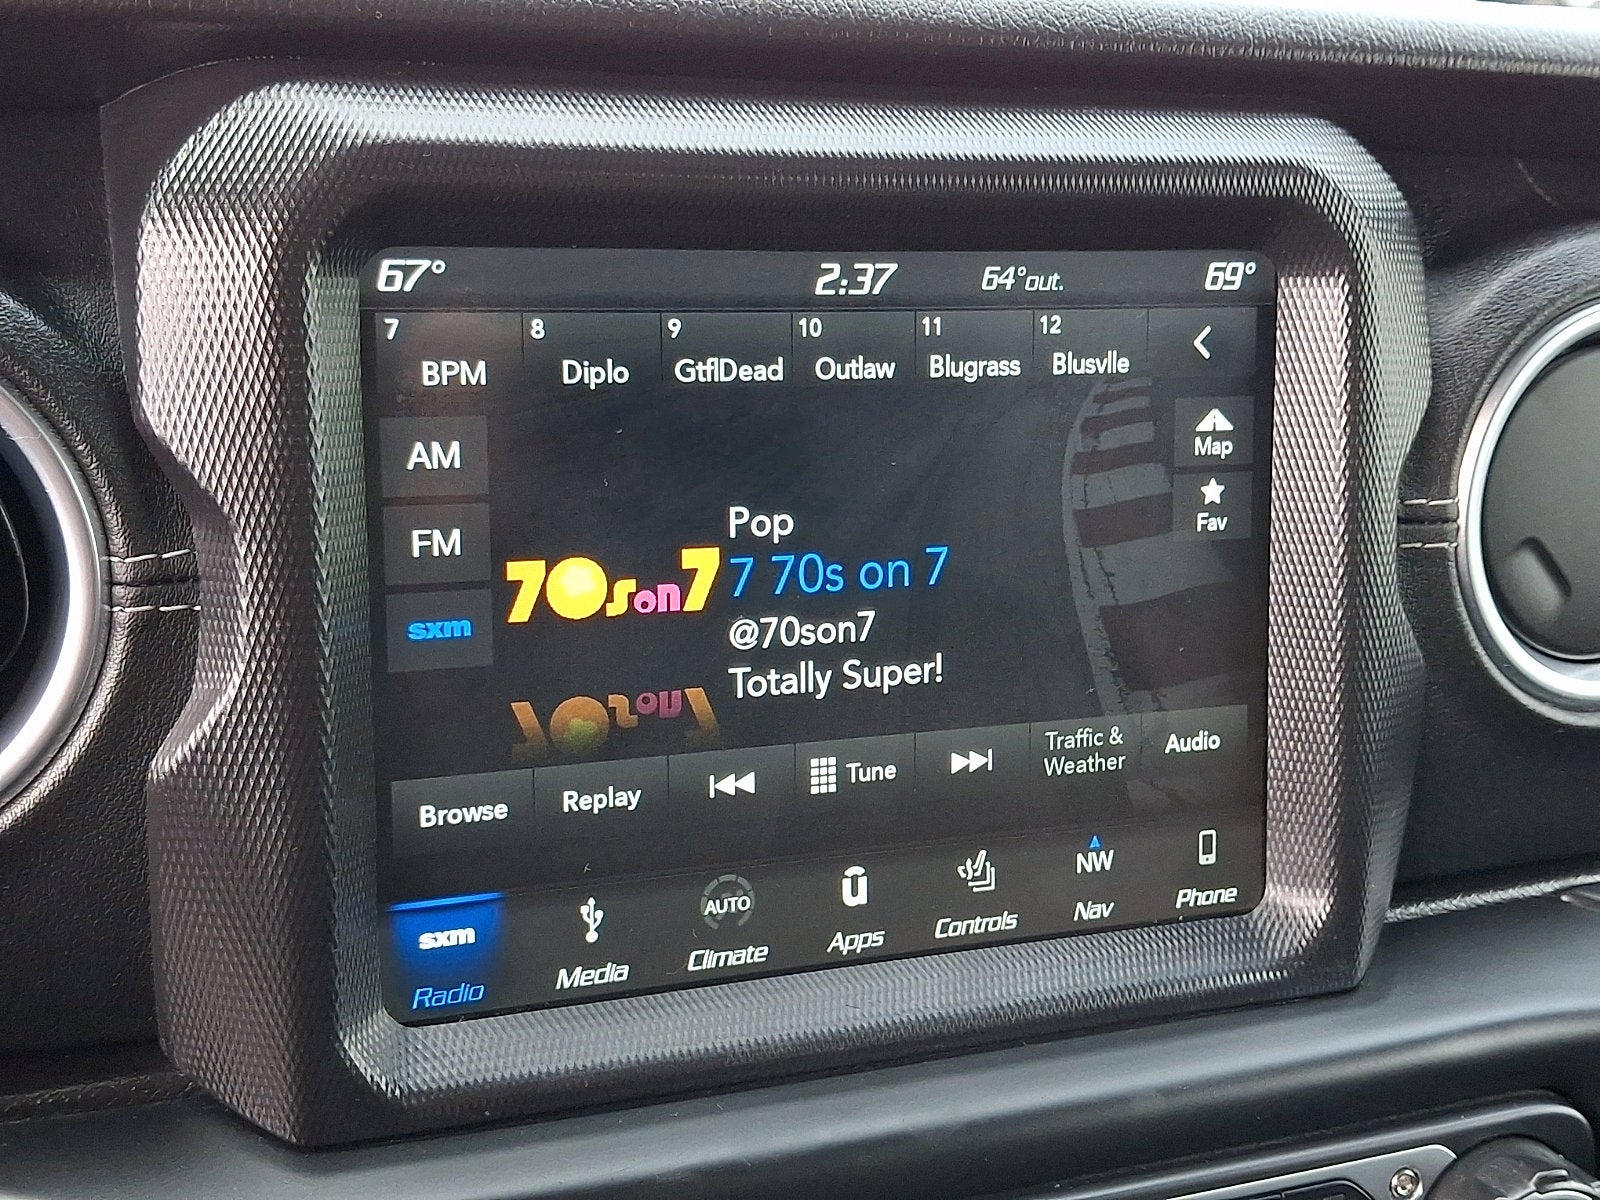 67° 2:37 64°out. 69°
7 8 9 10 11 12
BPM Diplo GtflDead Outlaw Blugrass Blusvlle
AM
Map
FM
Fav
sxm
70son7
Pop
7 70s on 7
@70son7
Totally Super!
Browse Replay Tune Traffic & Weather Audio
sxm AUTO NW
Radio Media Climate Apps Controls Nav Phone